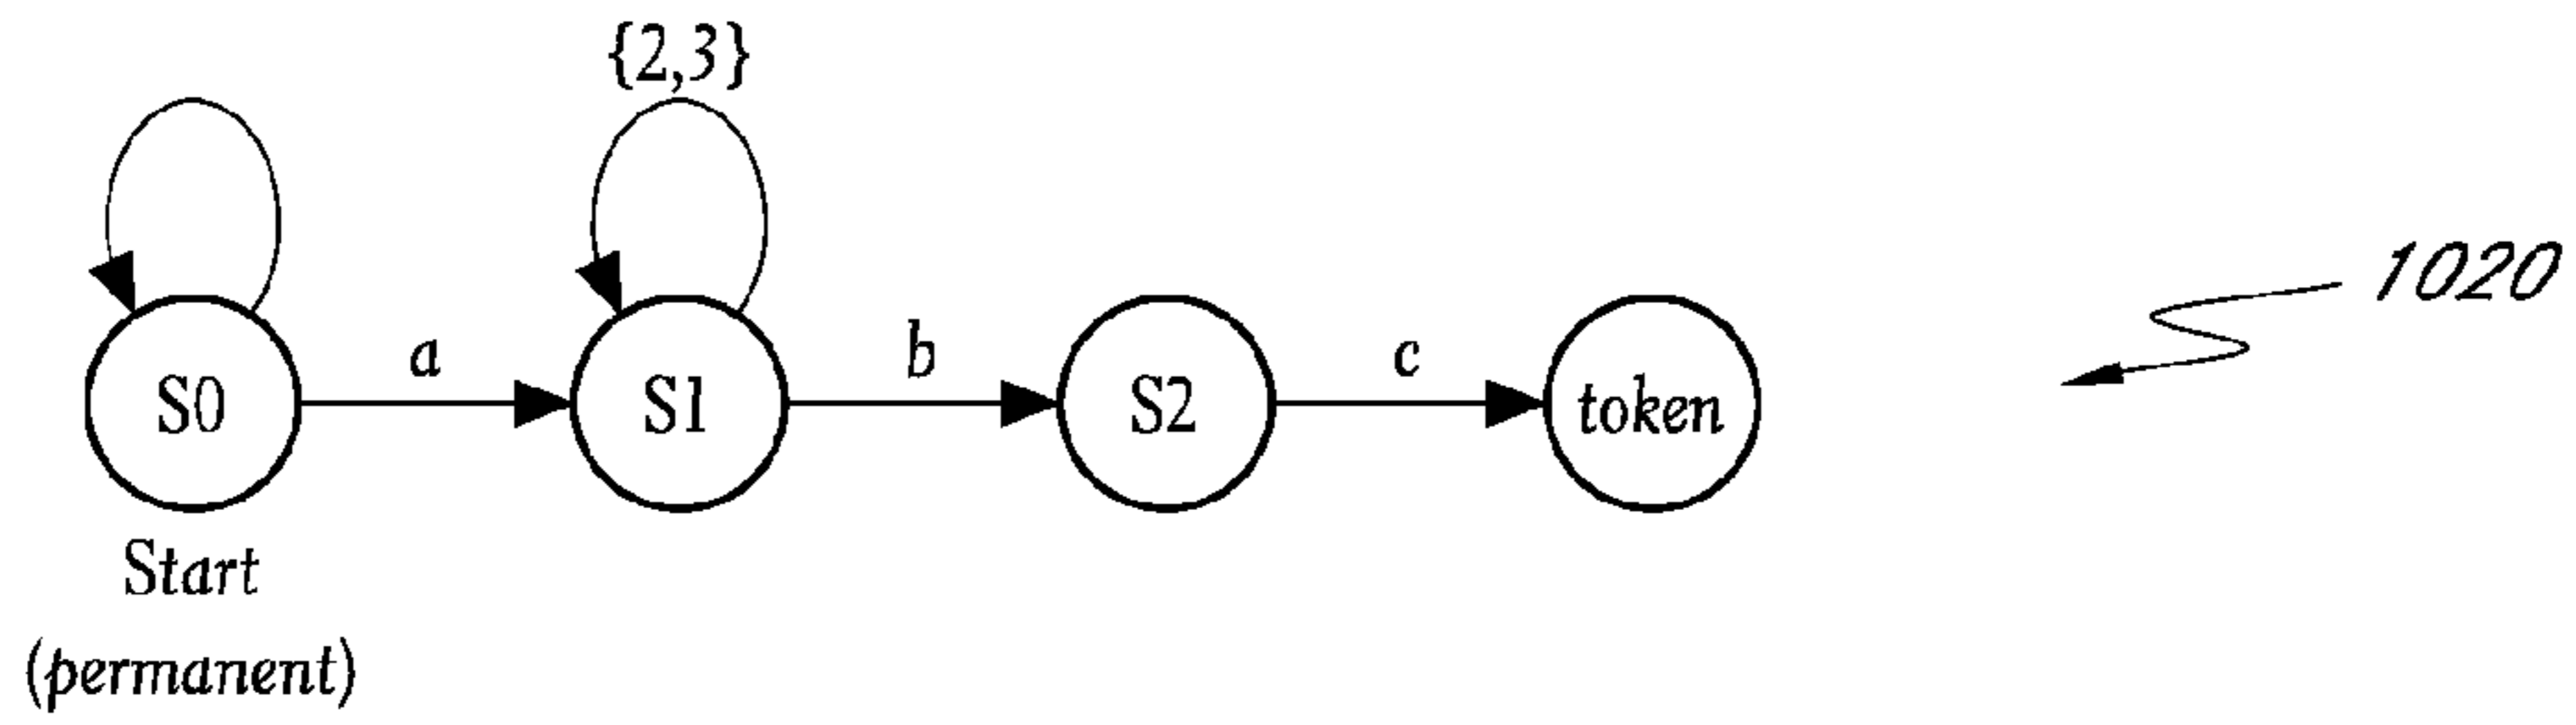 {2,3}
1020
a
b
c
S0
S1
S2
token
Start
(permanent)